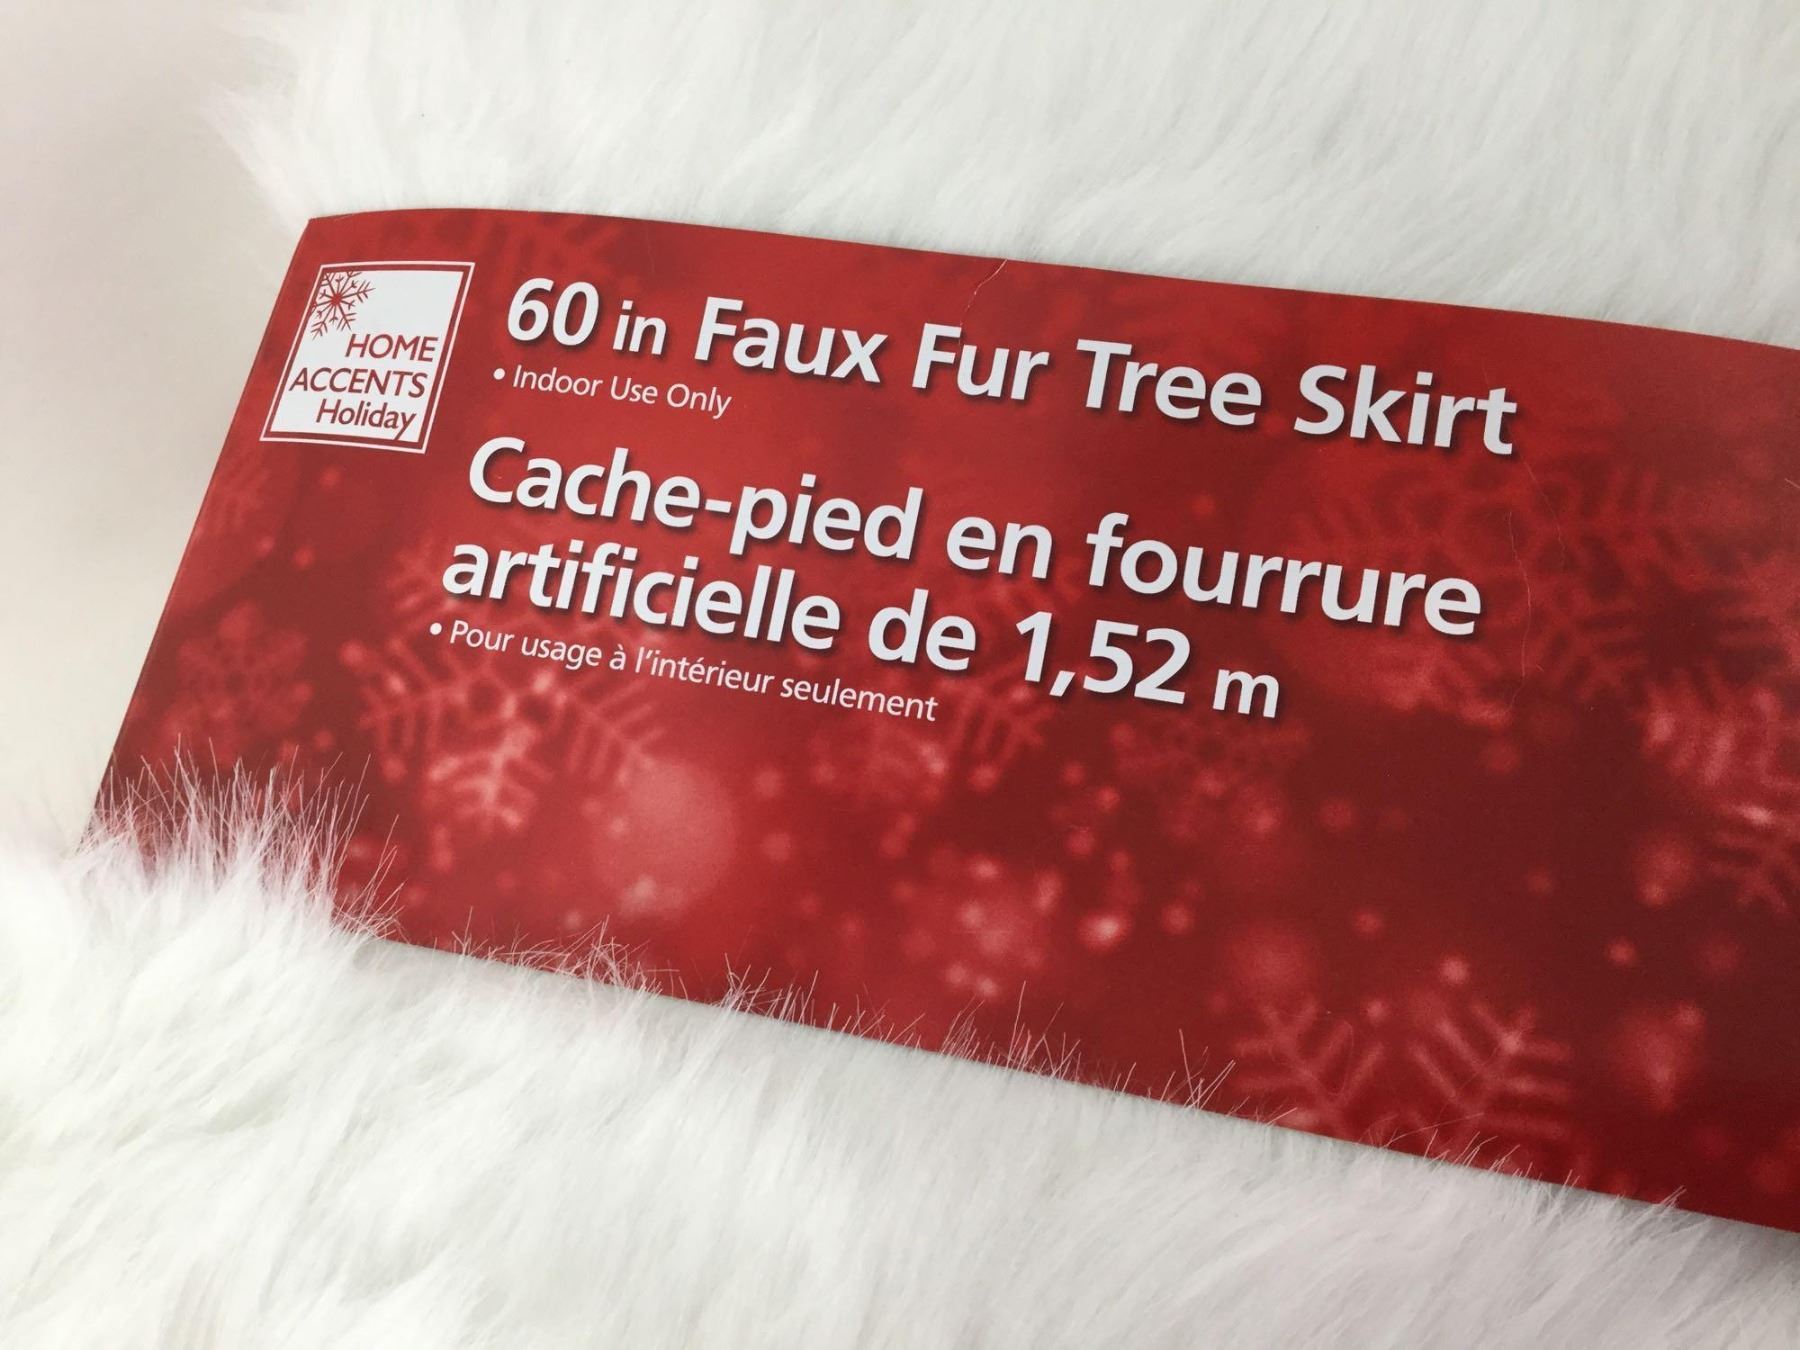 HOME
ACCENTS
Holiday
60 in Faux Fur Tree Skirt
• Indoor Use Only
Cache-pied en fourrure
artificielle de 1,52 m
• Pour usage à l'intérieur seulement